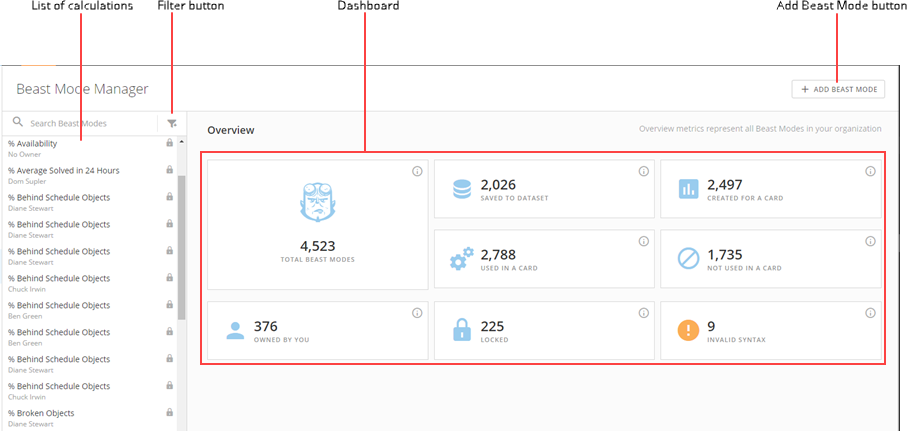 List of calculations
Filter button
Dashboard
Add Beast Mode button
Beast Mode Manager
+ ADD BEAST MODE
Search Beast Modes
% Availability
No Owner
% Average Solved in 24 Hours
Dom Supler
% Behind Schedule Objects
Diane Stewart
% Behind Schedule Objects
Diane Stewart
% Behind Schedule Objects
Diane Stewart
% Behind Schedule Objects
Chuck Irwin
% Behind Schedule Objects
Ben Green
% Behind Schedule Objects
Ben Green
% Behind Schedule Objects
Diane Stewart
% Behind Schedule Objects
Chuck Irwin
% Broken Objects
Diane Stewart
Overview
Overview metrics represent all Beast Modes in your organization
4,523
TOTAL BEAST MODES
2,026
SAVED TO DATASET
2,497
CREATED FOR A CARD
2,788
USED IN A CARD
1,735
NOT USED IN A CARD
376
OWNED BY YOU
225
LOCKED
9
INVALID SYNTAX